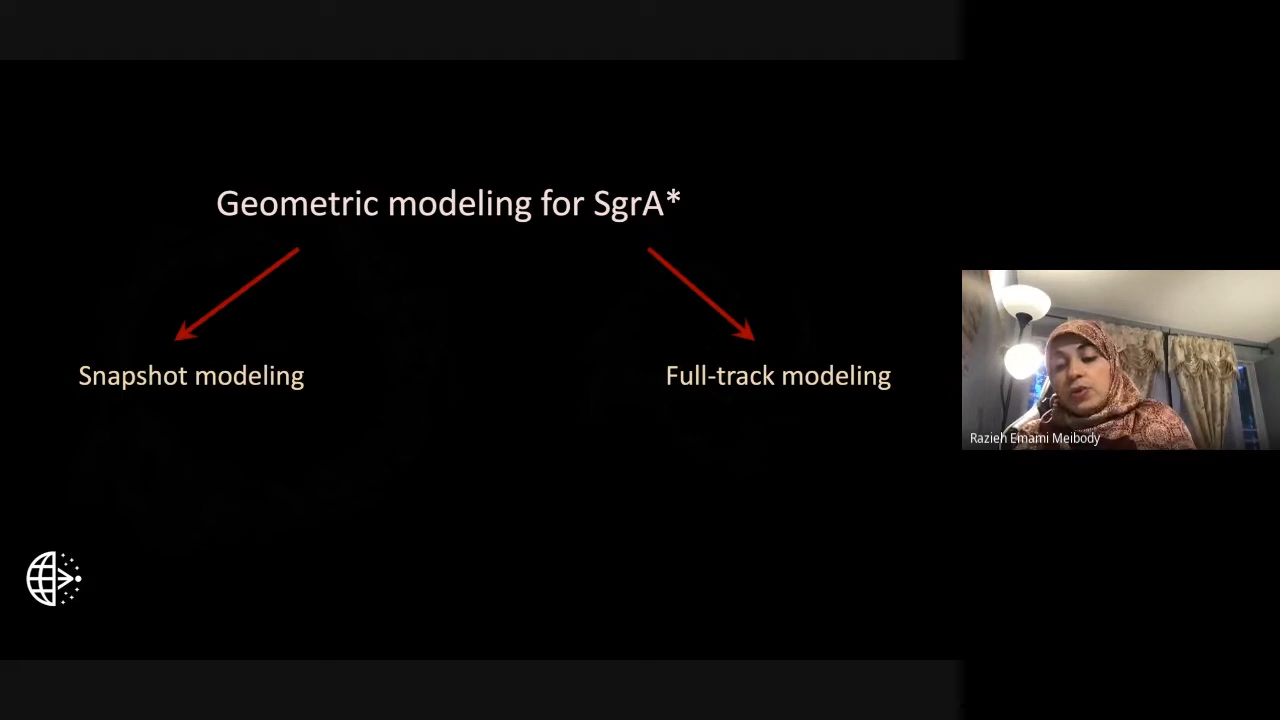 Geometric modeling for SgrA*
Snapshot modeling
Full-track modeling
Razieh Emami Meibody